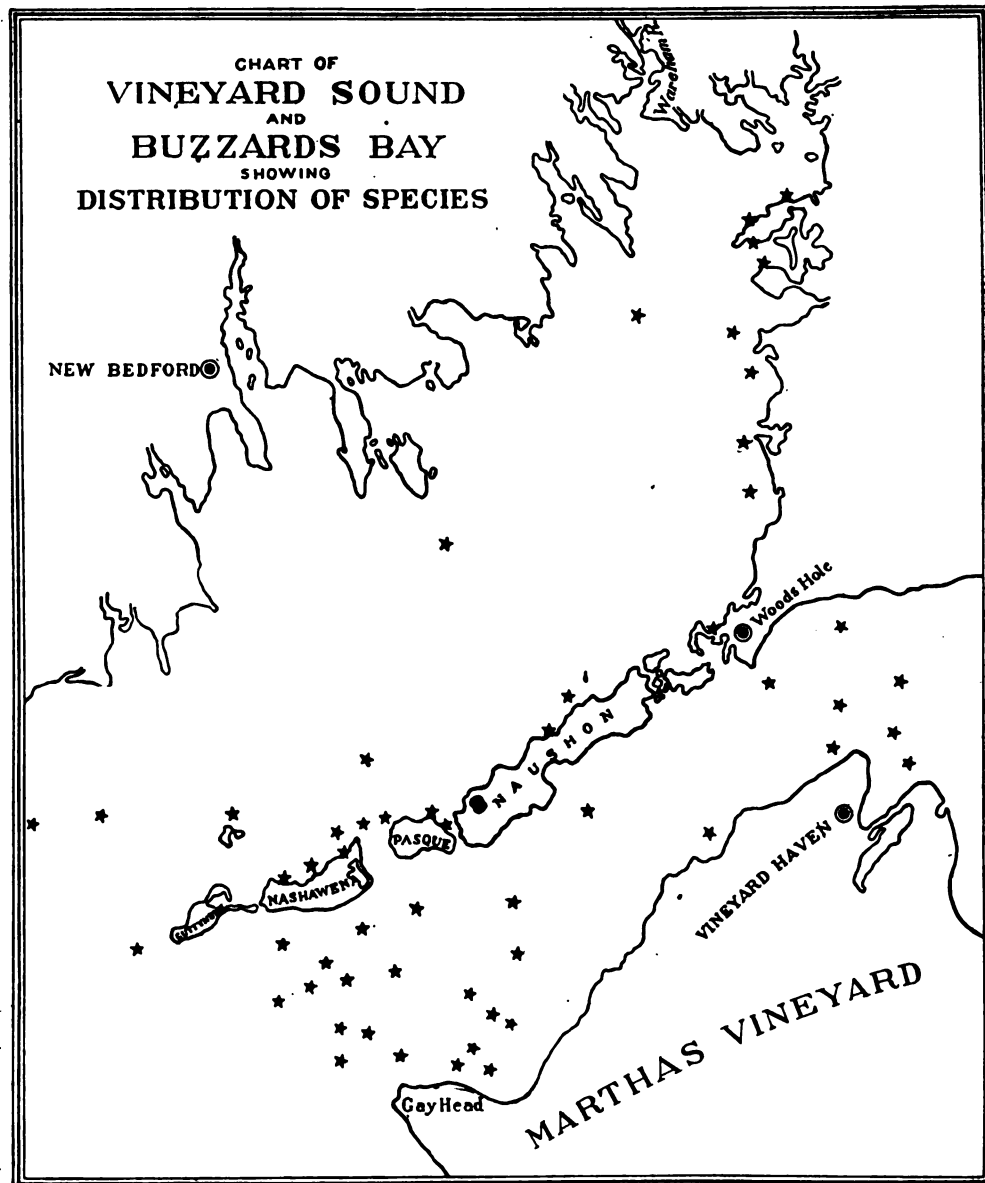 CHART OF
VINEYARD SOUND
AND
BUZZARDS BAY
SHOWING
DISTRIBUTION OF SPECIES
Wareham R.
NEW BEDFORD
Woods Hole
NAUSHON
PASQUE
NASHAWENA
VINEYARD HAVEN
MARTHAS VINEYARD
Gay Head